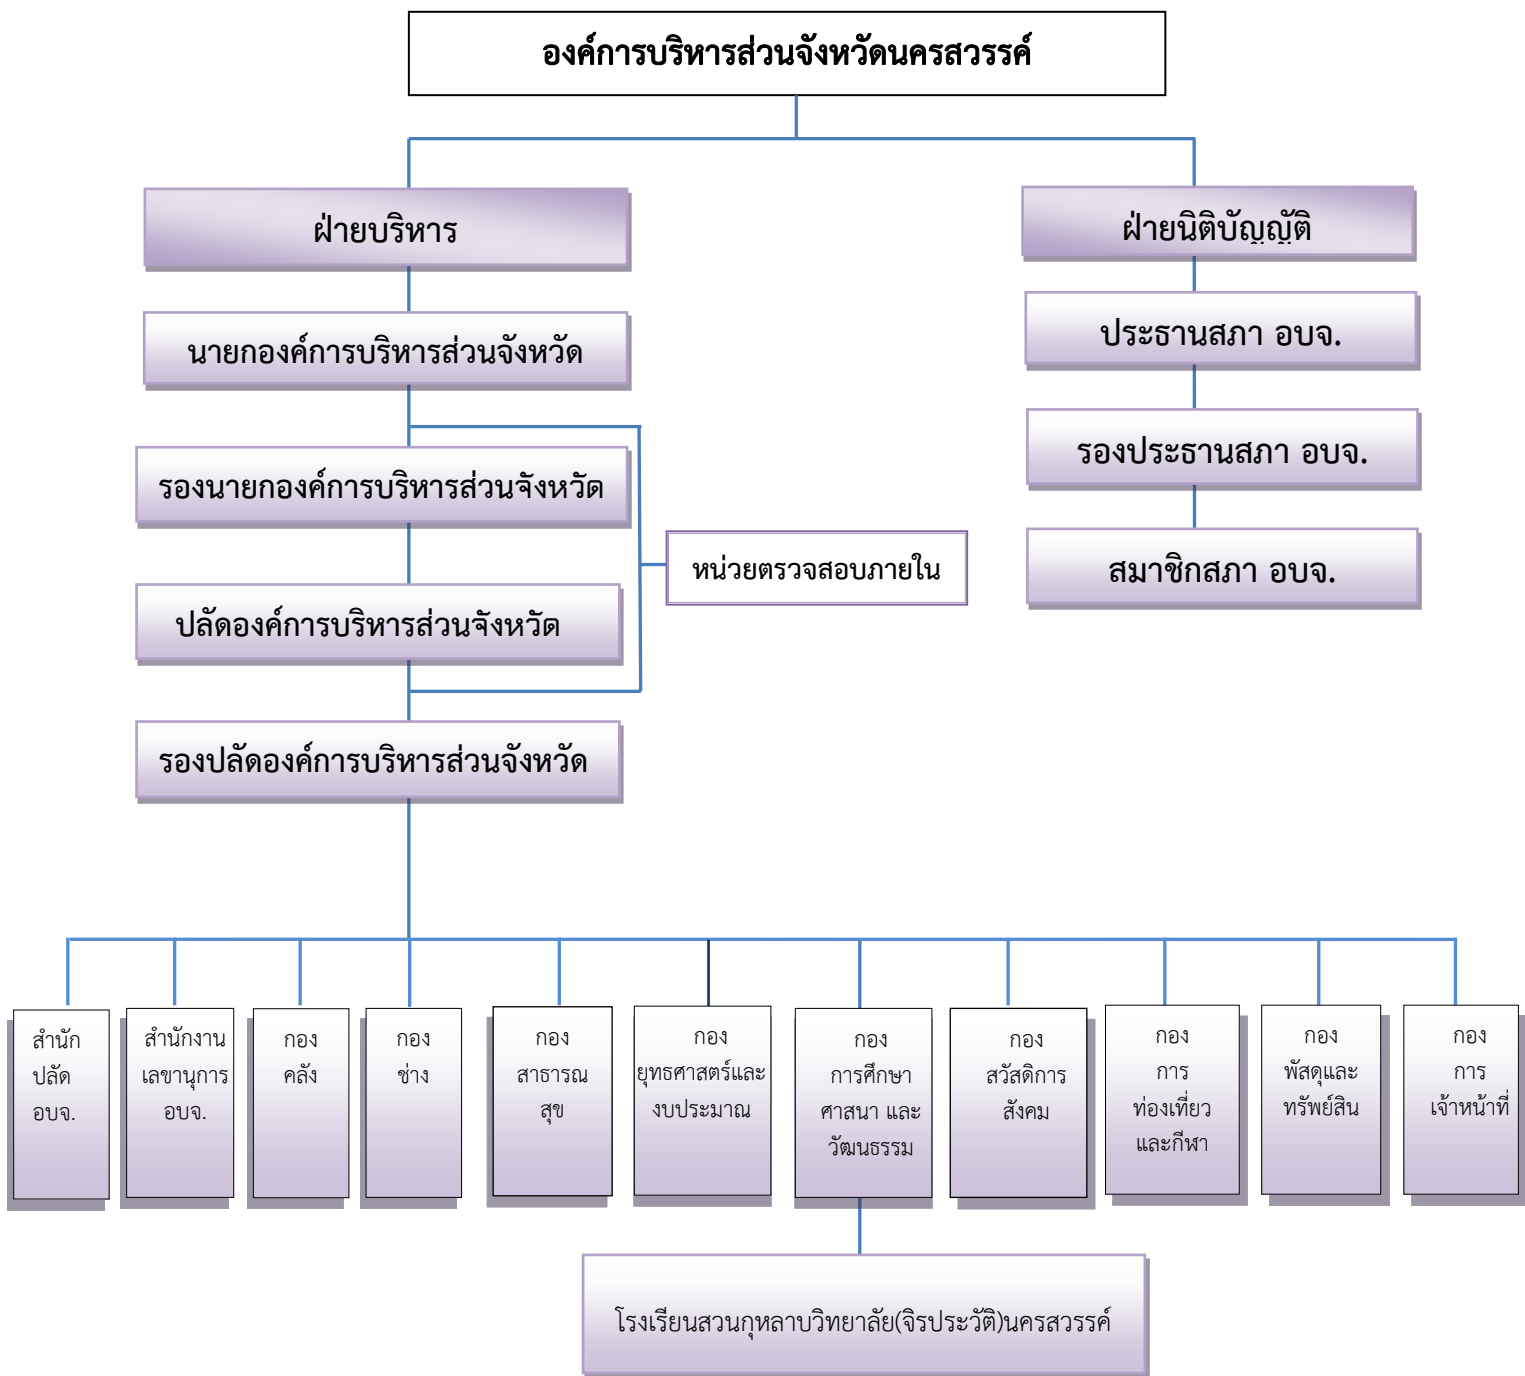 องค์การบริหารส่วนจังหวัดนครสวรรค์
ฝ่ายบริหาร
ฝ่ายนิติบัญญัติ
นายกองค์การบริหารส่วนจังหวัด
ประธานสภา อบจ.
รองนายกองค์การบริหารส่วนจังหวัด
รองประธานสภา อบจ.
หน่วยตรวจสอบภายใน
สมาชิกสภา อบจ.
ปลัดองค์การบริหารส่วนจังหวัด
รองปลัดองค์การบริหารส่วนจังหวัด
สำนัก
ปลัด
อบจ.
สำนักงาน
เลขานุการ
อบจ.
กอง
คลัง
กอง
ช่าง
กอง
สาธารณ
สุข
กอง
ยุทธศาสตร์และ
งบประมาณ
กอง
การศึกษา
ศาสนา และ
วัฒนธรรม
กอง
สวัสดิการ
สังคม
กอง
การ
ท่องเที่ยว
และกีฬา
กอง
พัสดุและ
ทรัพย์สิน
กอง
การ
เจ้าหน้าที่
โรงเรียนสวนกุหลาบวิทยาลัย(จิรประวัติ)นครสวรรค์